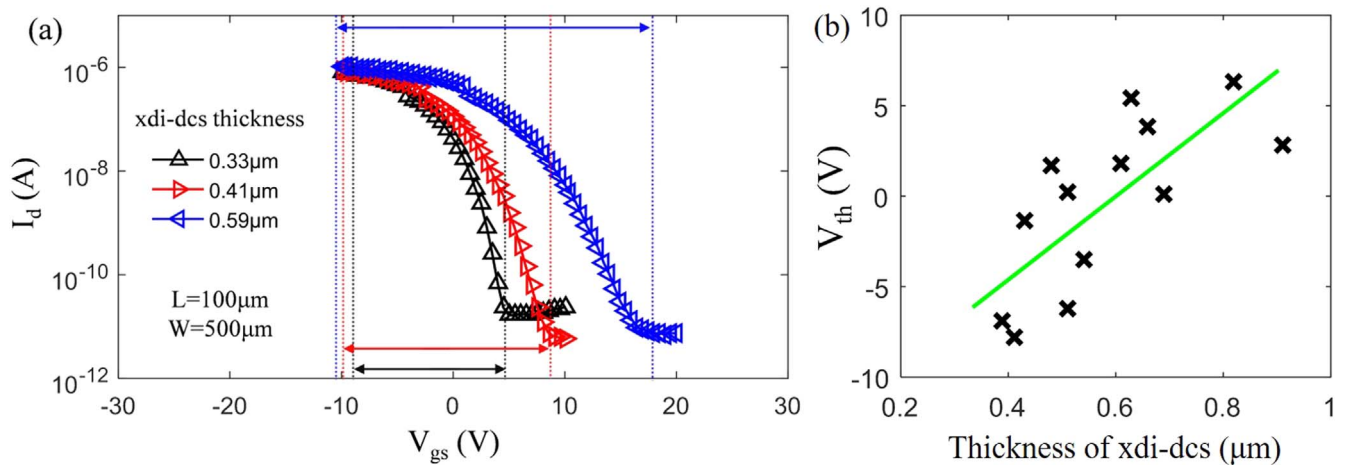 (a)
10⁻⁶
10⁻⁸
10⁻¹⁰
10⁻¹²
I_d (A)
xdi-dcs thickness
0.33μm
0.41μm
0.59μm
L=100μm
W=500μm
-30 -20 -10 0 10 20 30
V_gs (V)
(b)
10
5
0
-5
-10
V_th (V)
0.2 0.4 0.6 0.8 1
Thickness of xdi-dcs (μm)